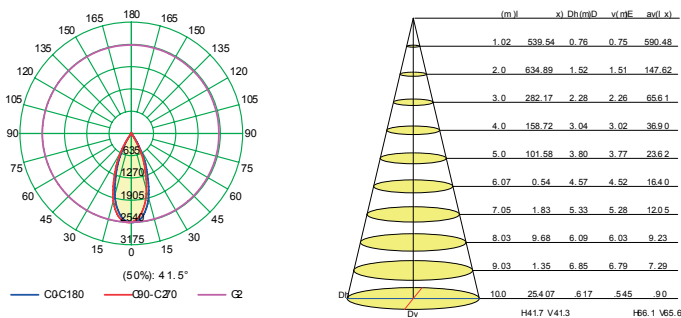 180
165 165
150 150
135 135
120 120
105 105
90 90
75 75
60 60
45 45
30 30
15 15
0
635
1270
1905
2540
3175
(50%): 41.5°
C0-C180 C90-C270 G2
(m)l x) Dh(m)D v(m)E av(l x)
1.02 539.54 0.76 0.75 590.48
2.0 634.89 1.52 1.51 147.62
3.0 282.17 2.28 2.26 65.61
4.0 158.72 3.04 3.02 36.90
5.0 101.58 3.80 3.77 23.62
6.07 0.54 4.57 4.52 16.40
7.05 1.83 5.33 5.28 12.05
8.03 9.68 6.09 6.03 9.23
9.03 1.35 6.85 6.79 7.29
10.0 25.407 .617 .545 .90
Dh
Dv
H41.7 V41.3 H66.1 V65.6